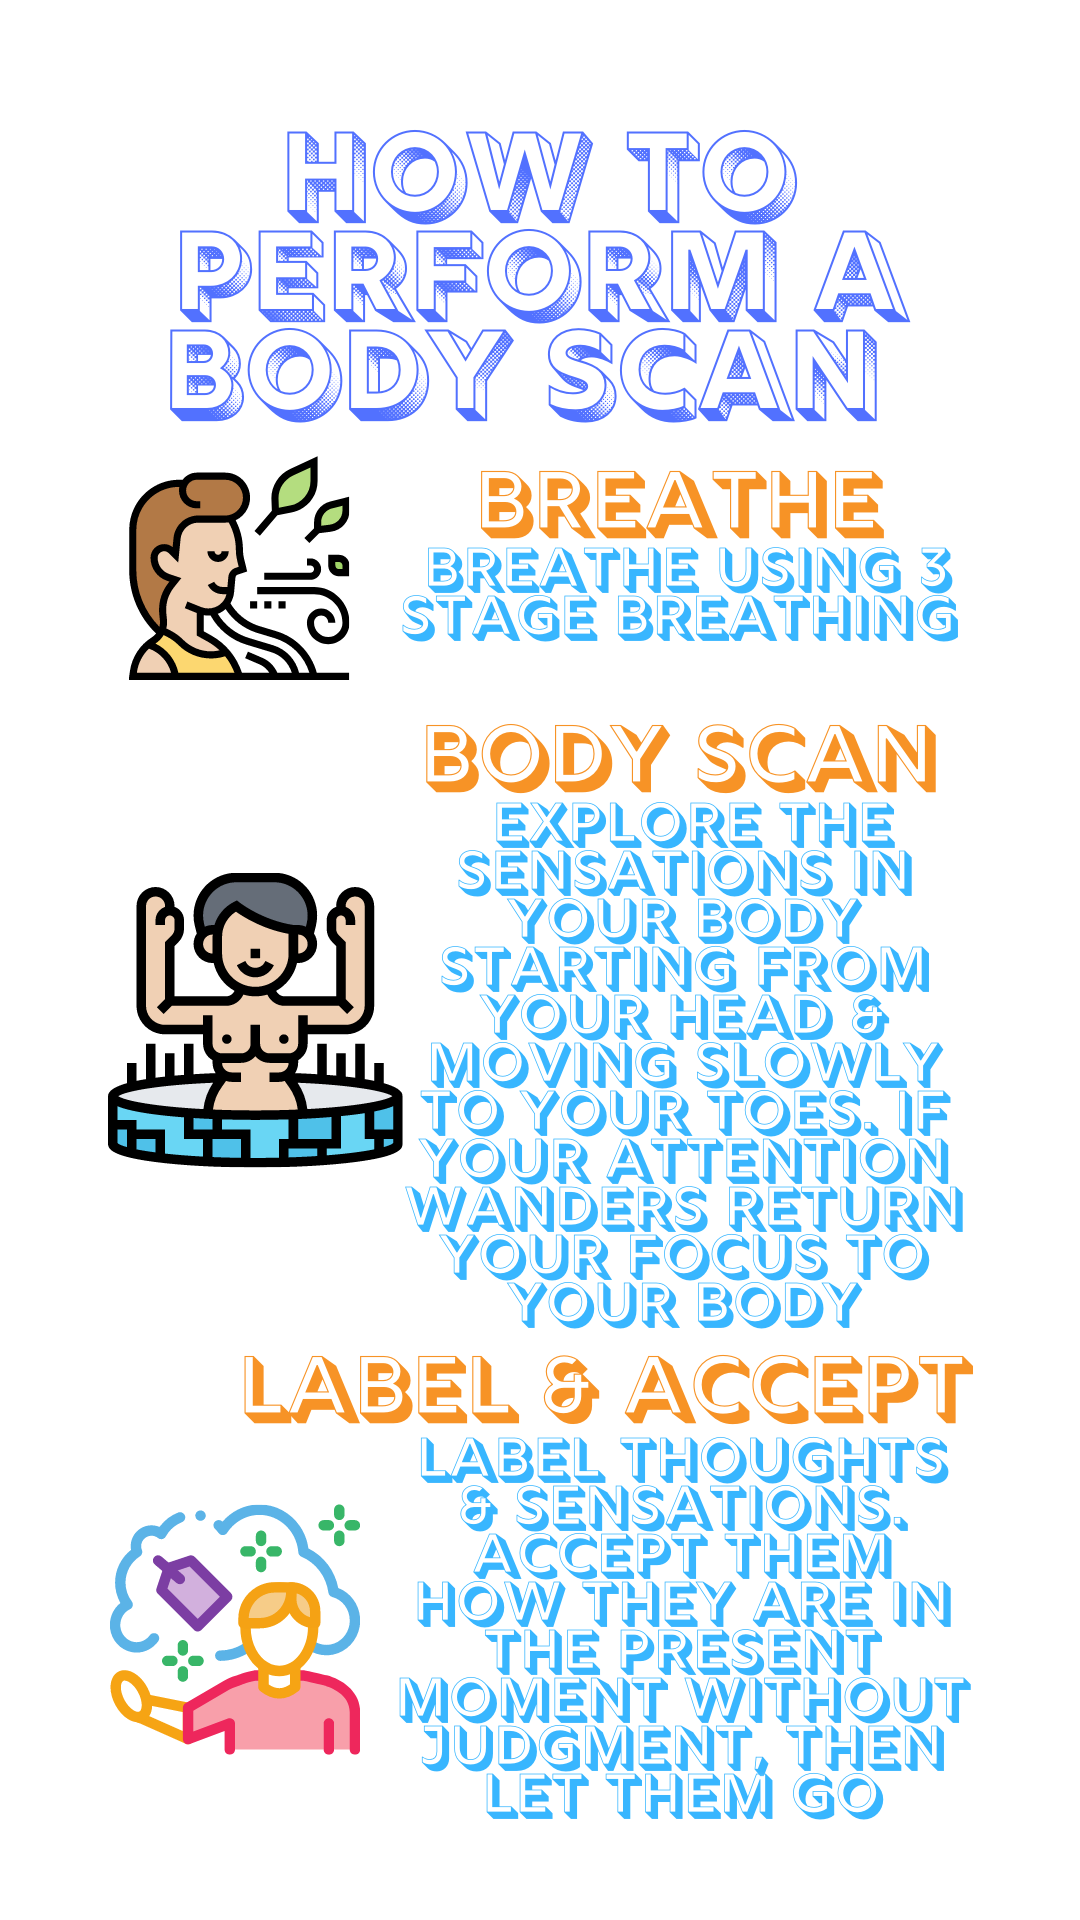 HOW TO
PERFORM A
BODY SCAN
BREATHE
BREATHE USING 3
STAGE BREATHING
BODY SCAN
EXPLORE THE
SENSATIONS IN
YOUR BODY
STARTING FROM
YOUR HEAD &
MOVING SLOWLY
TO YOUR TOES. IF
YOUR ATTENTION
WANDERS RETURN
YOUR FOCUS TO
YOUR BODY
LABEL & ACCEPT
LABEL THOUGHTS
& SENSATIONS.
ACCEPT THEM
HOW THEY ARE IN
THE PRESENT
MOMENT WITHOUT
JUDGMENT, THEN
LET THEM GO